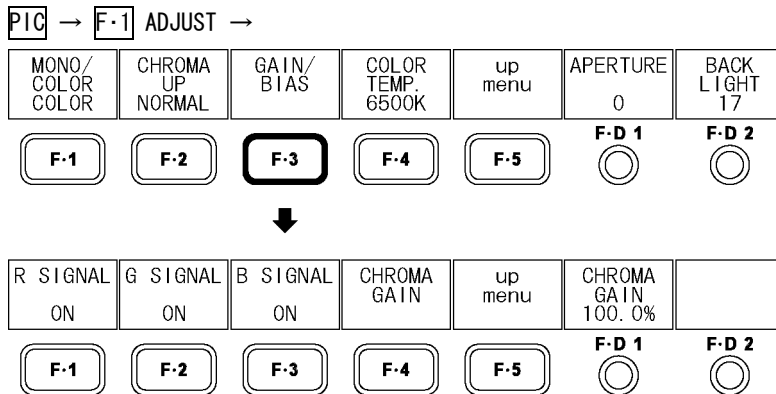 PIC → F·1 ADJUST →
MONO/ COLOR COLOR
CHROMA UP NORMAL
GAIN/ BIAS
COLOR TEMP. 6500K
up menu
APERTURE 0
BACK LIGHT 17
F·1 F·2 F·3 F·4 F·5 F·D 1 F·D 2
R SIGNAL ON
G SIGNAL ON
B SIGNAL ON
CHROMA GAIN
up menu
CHROMA GAIN 100.0%
F·1 F·2 F·3 F·4 F·5 F·D 1 F·D 2